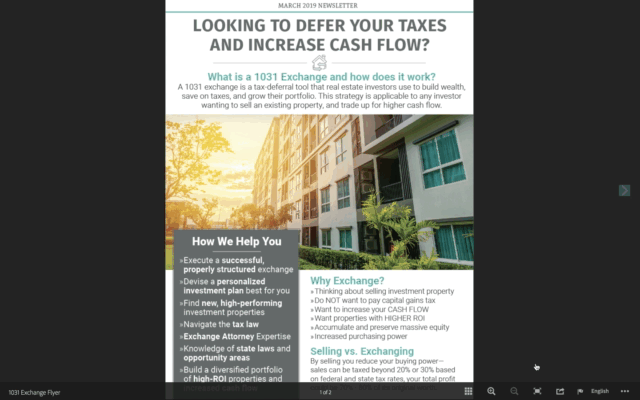 MARCH 2019 NEWSLETTER
LOOKING TO DEFER YOUR TAXES
AND INCREASE CASH FLOW?
What is a 1031 Exchange and how does it work?
A 1031 exchange is a tax-deferral tool that real estate investors use to build wealth,
save on taxes, and grow their portfolio. This strategy is applicable to any investor
wanting to sell an existing property, and trade up for higher cash flow.
How We Help You
»Execute a successful,
properly structured exchange
»Devise a personalized
investment plan best for you
»Find new, high-performing
investment properties
»Navigate the tax law
»Exchange Attorney Expertise
»Knowledge of state laws and
opportunity areas
»Build a diversified portfolio
of high-ROI properties and
Why Exchange?
»Thinking about selling investment property
»Do NOT want to pay capital gains tax
»Want to increase your CASH FLOW
»Want properties with HIGHER ROI
»Accumulate and preserve massive equity
»Increased purchasing power
Selling vs. Exchanging
By selling you reduce your buying power—
sales can be taxed beyond 20% or 30% based
on federal and state tax rates, your total profit
1031 Exchange Flyer
1 of 2
English